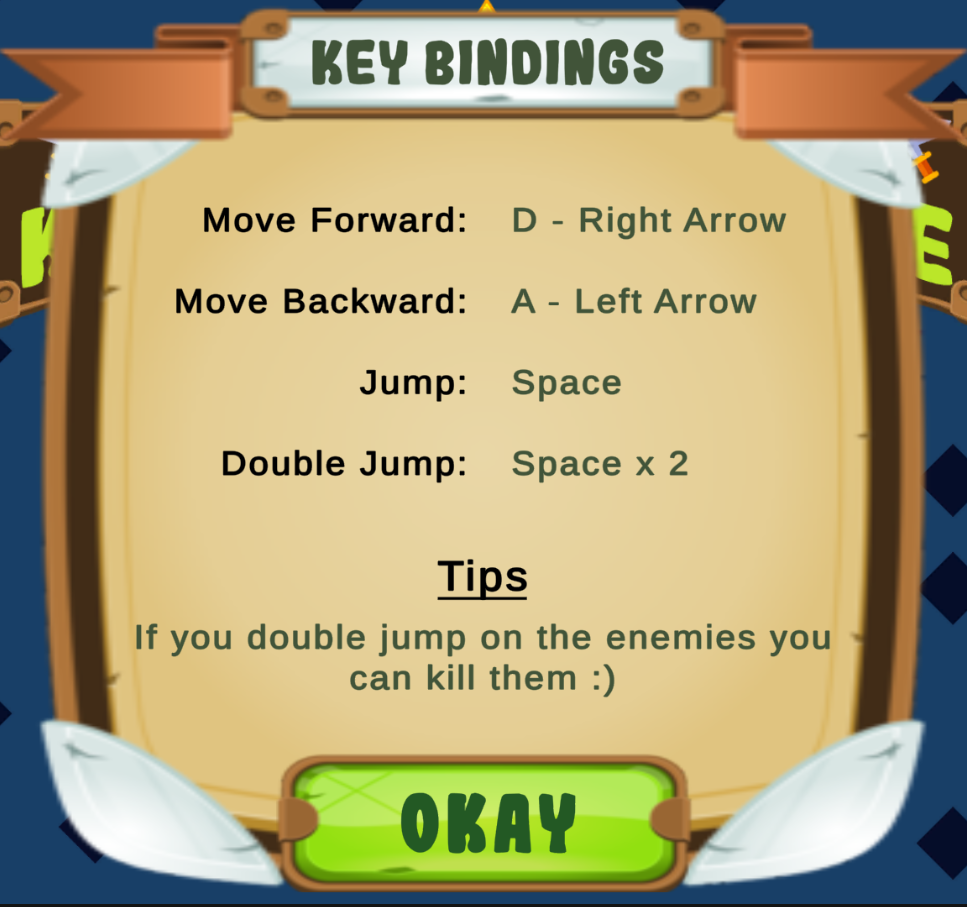 KEY BINDINGS
Move Forward: D - Right Arrow
Move Backward: A - Left Arrow
Jump: Space
Double Jump: Space x 2
Tips
If you double jump on the enemies you
can kill them :)
OKAY